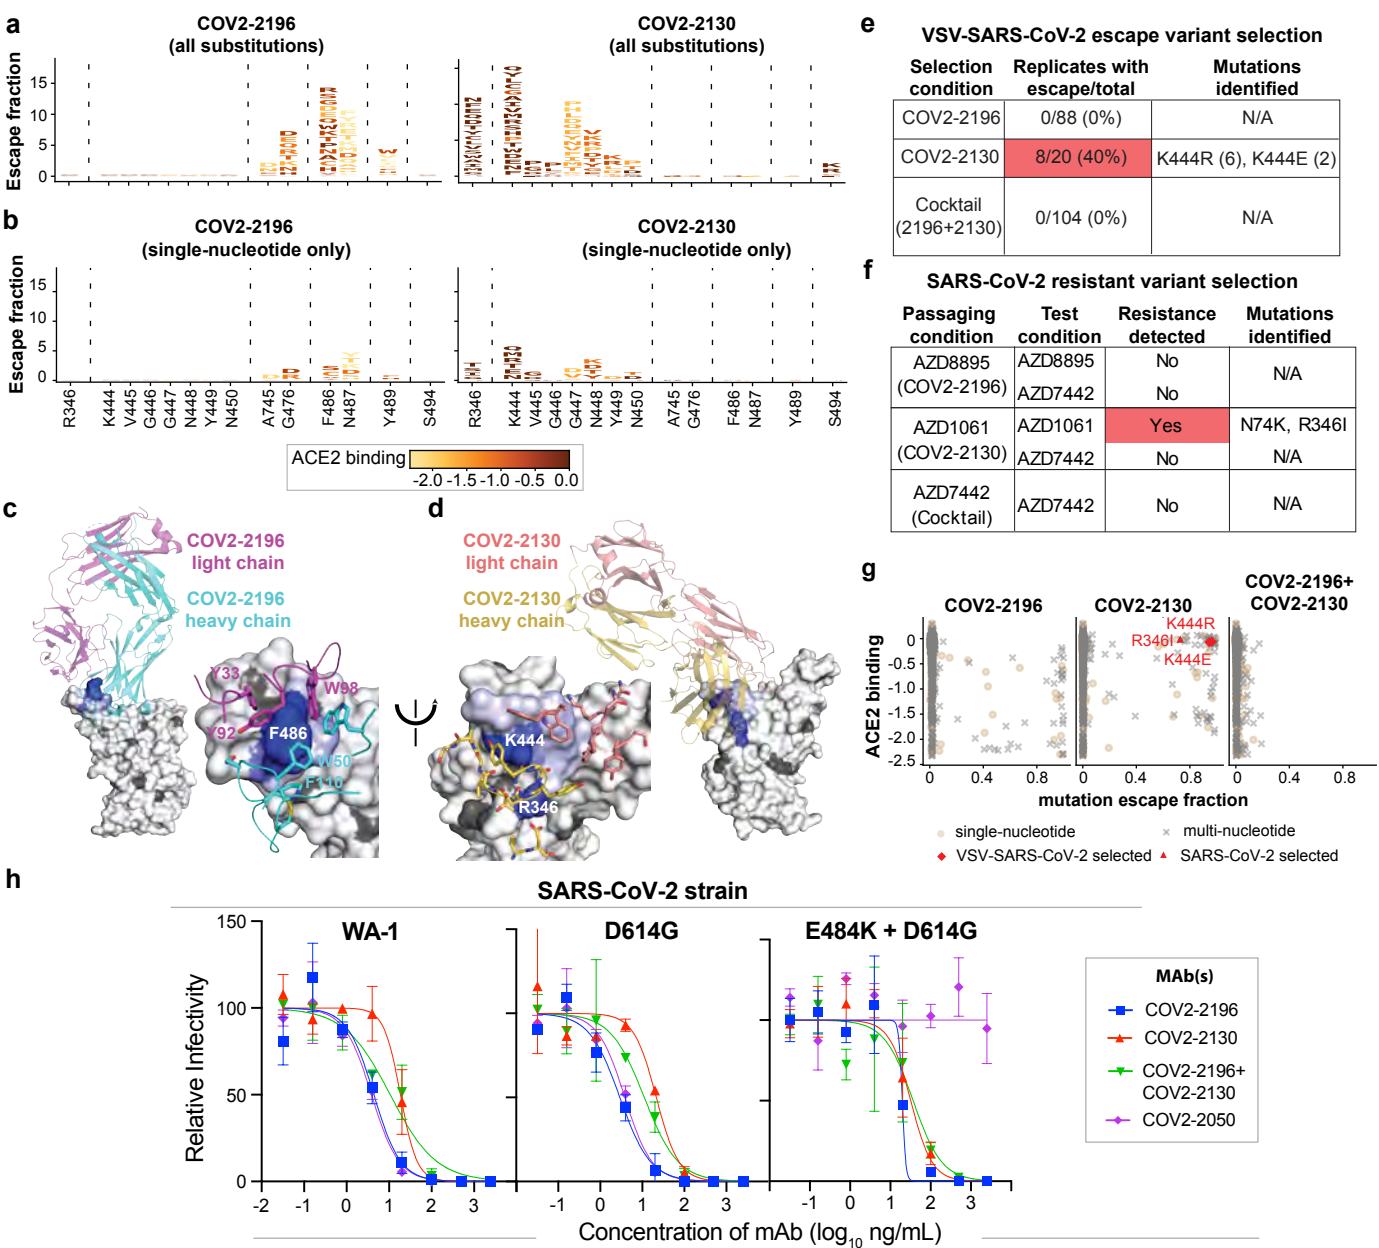 a
COV2-2196
(all substitutions)
COV2-2130
(all substitutions)
Escape fraction
15
10
5
0
b
COV2-2196
(single-nucleotide only)
COV2-2130
(single-nucleotide only)
Escape fraction
15
10
5
0
R346
K444
V445
G446
G447
N448
Y449
N450
A745
G476
F486
N487
Y489
S494
R346
K444
V445
G446
G447
N448
Y449
N450
A745
G476
F486
N487
Y489
S494
ACE2 binding
-2.0 -1.5 -1.0 -0.5 0.0
c
COV2-2196
light chain
COV2-2196
heavy chain
Y33
W98
Y92
F486
W50
F110
d
COV2-2130
light chain
COV2-2130
heavy chain
K444
R346
e
VSV-SARS-CoV-2 escape variant selection
Selection condition Replicates with escape/total Mutations identified
COV2-2196 0/88 (0%) N/A
COV2-2130 8/20 (40%) K444R (6), K444E (2)
Cocktail (2196+2130) 0/104 (0%) N/A
f
SARS-CoV-2 resistant variant selection
Passaging condition Test condition Resistance detected Mutations identified
AZD8895 (COV2-2196) AZD8895 No N/A
AZD7442 No
AZD1061 (COV2-2130) AZD1061 Yes N74K, R346I
AZD7442 No N/A
AZD7442 (Cocktail) AZD7442 No N/A
g
COV2-2196
COV2-2130
COV2-2196+
COV2-2130
K444R
R346I
K444E
ACE2 binding
0
-0.5
-1.0
-1.5
-2.0
-2.5
0 0.4 0.8 0 0.4 0.8 0 0.4 0.8
mutation escape fraction
single-nucleotide multi-nucleotide
VSV-SARS-CoV-2 selected SARS-CoV-2 selected
h
SARS-CoV-2 strain
WA-1 D614G E484K + D614G
Relative Infectivity
150
100
50
0
-2 -1 0 1 2 3 -1 0 1 2 3 -1 0 1 2 3
Concentration of mAb (log10 ng/mL)
MAb(s)
COV2-2196
COV2-2130
COV2-2196+
COV2-2130
COV2-2050